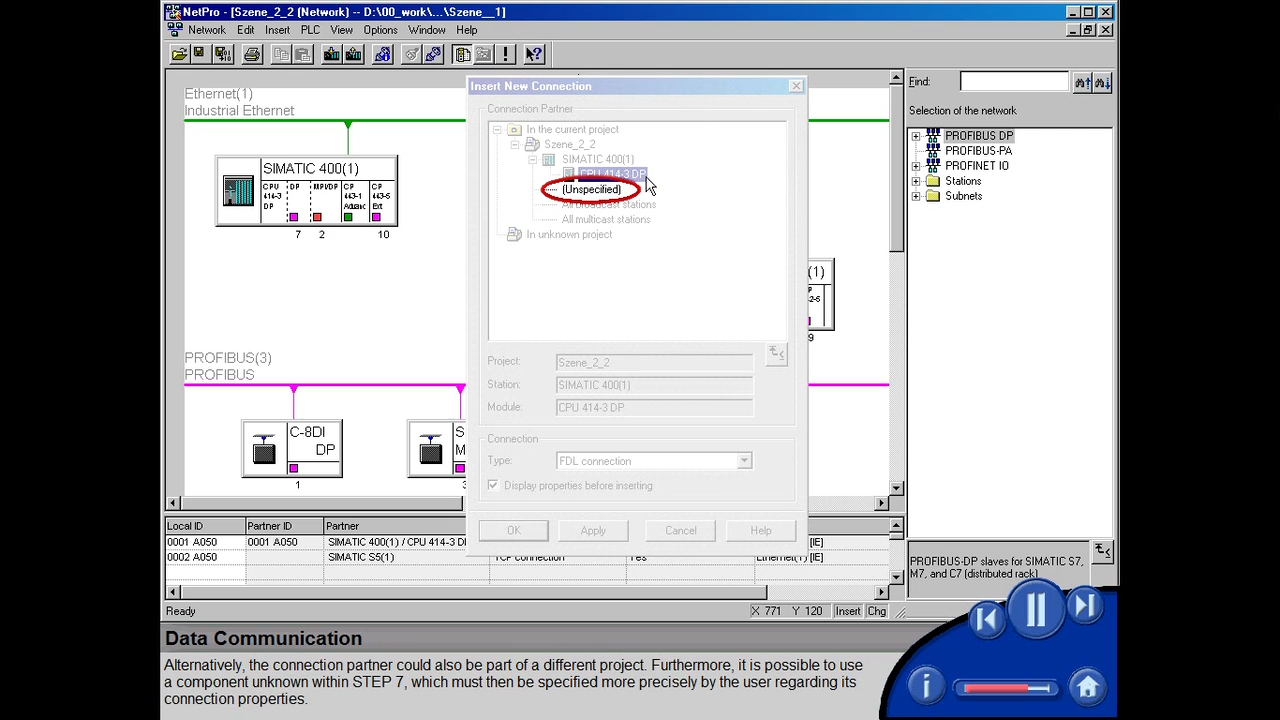 NetPro - [Szene_2_2 (Network) -- D:\00_work\...\Szene__1]
Network Edit Insert PLC View Options Window Help
Ethernet(1)
Industrial Ethernet
SIMATIC 400(1)
CPU 414-3 DP
DP
MPI/DP
CP 443-1
CP 443-5 Ext
7 2 10
PROFIBUS(3)
PROFIBUS
C-8DI
DP
1
S
M
(1)
9
Insert New Connection
Connection Partner
In the current project
Szene_2_2
SIMATIC 400(1)
CPU 414-3 DP
(Unspecified)
All broadcast stations
All multicast stations
In unknown project
Project: Szene_2_2
Station: SIMATIC 400(1)
Module: CPU 414-3 DP
Connection
Type: FDL connection
Display properties before inserting
OK Apply Cancel Help
Find:
Selection of the network
PROFIBUS DP
PROFIBUS-PA
PROFINET IO
Stations
Subnets
Local ID Partner ID Partner
0001 A050 0001 A050 SIMATIC 400(1) / CPU 414-3 D [IE]
0002 A050 SIMATIC S5(1) TCP connection Yes Ethernet(1) [IE]
PROFIBUS-DP slaves for SIMATIC S7,
M7, and C7 (distributed rack)
Ready X 771 Y 120 Insert Chg
Data Communication
Alternatively, the connection partner could also be part of a different project. Furthermore, it is possible to use
a component unknown within STEP 7, which must then be specified more precisely by the user regarding its
connection properties.